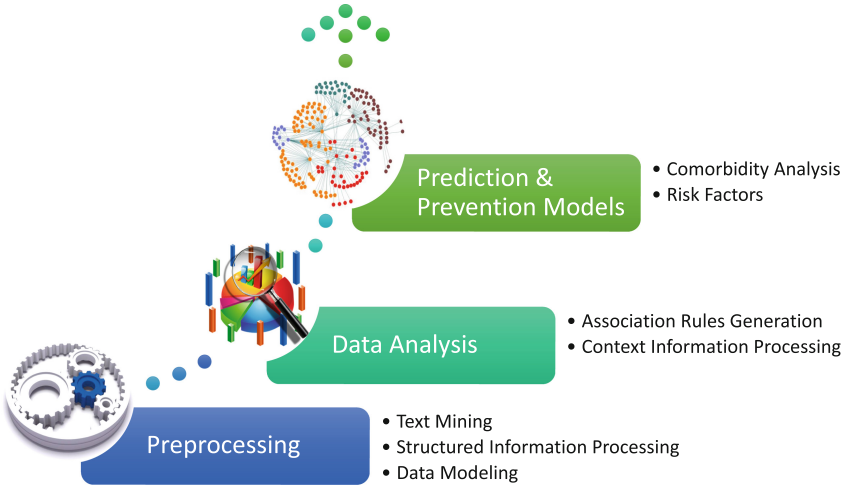 Prediction &
Prevention Models
• Comorbidity Analysis
• Risk Factors
Data Analysis
• Association Rules Generation
• Context Information Processing
Preprocessing
• Text Mining
• Structured Information Processing
• Data Modeling